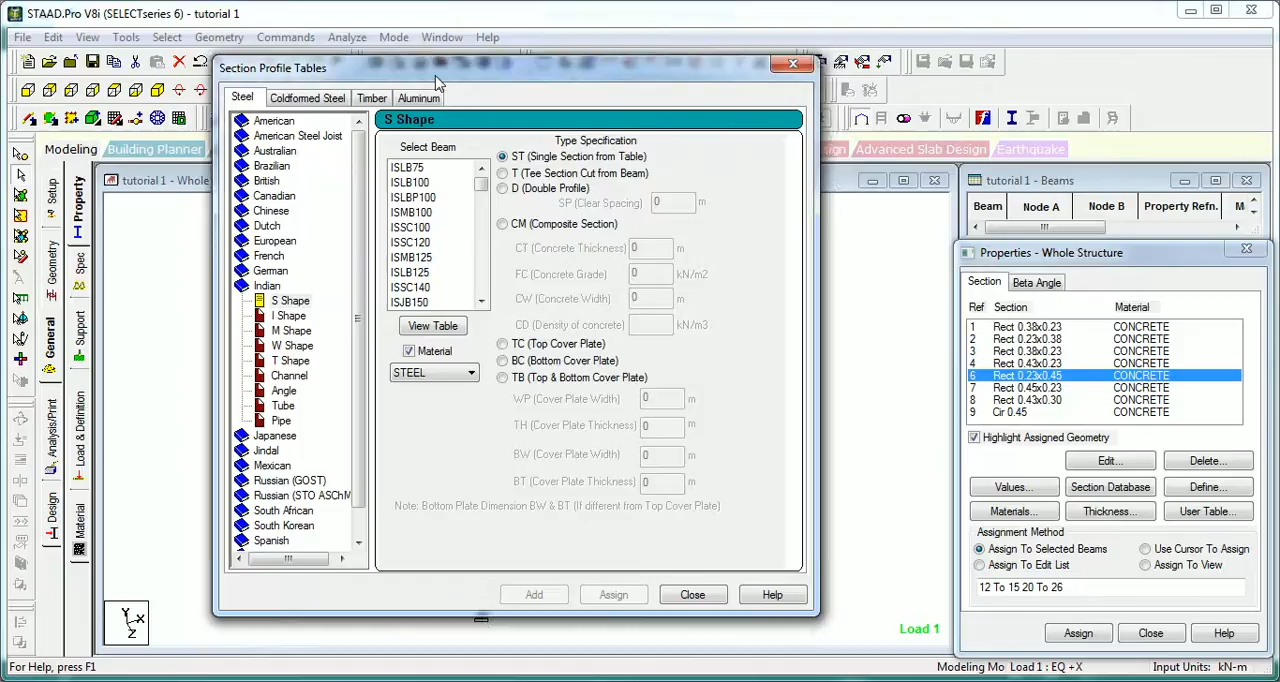 STAAD.Pro V8i (SELECTseries 6) - tutorial 1
File Edit View Tools Select Geometry Commands Analyze Mode Window Help
Section Profile Tables
Steel Coldformed Steel Timber Aluminum
Modeling Building Planner
Advanced Slab Design Earthquake
tutorial 1 - Whole
tutorial 1 - Beams
Beam Node A Node B Property Refn. M
Setup
Geometry
General
Analysis/Print
Design
Property
Spec
Support
Load & Definition
Material
American
American Steel Joist
Australian
Brazilian
British
Canadian
Chinese
Dutch
European
French
German
Indian
S Shape
I Shape
M Shape
W Shape
T Shape
Channel
Angle
Tube
Pipe
Japanese
Jindal
Mexican
Russian (GOST)
Russian (STO ASChM
South African
South Korean
Spanish
S Shape
Select Beam
ISLB75
ISLB100
ISLBP100
ISMB100
ISSC100
ISSC120
ISMB125
ISLB125
ISSC140
ISJB150
View Table
Material
STEEL
Type Specification
ST (Single Section from Table)
T (Tee Section Cut from Beam)
D (Double Profile)
SP (Clear Spacing) 0 m
CM (Composite Section)
CT (Concrete Thickness) 0 m
FC (Concrete Grade) 0 kN/m2
CW (Concrete Width) 0 m
CD (Density of concrete) kN/m3
TC (Top Cover Plate)
BC (Bottom Cover Plate)
TB (Top & Bottom Cover Plate)
WP (Cover Plate Width) 0 m
TH (Cover Plate Thickness) 0 m
BW (Cover Plate Width) 0 m
BT (Cover Plate Thickness) 0 m
Note: Bottom Plate Dimension BW & BT (If different from Top Cover Plate)
Add Assign Close Help
Properties - Whole Structure
Section Beta Angle
Ref Section Material
1 Rect 0.38x0.23 CONCRETE
2 Rect 0.23x0.38 CONCRETE
3 Rect 0.23x0.23 CONCRETE
4 Rect 0.43x0.23 CONCRETE
6 Rect 0.23x0.45 CONCRETE
7 Rect 0.45x0.23 CONCRETE
8 Rect 0.43x0.30 CONCRETE
9 Cir 0.45 CONCRETE
Highlight Assigned Geometry
Edit... Delete...
Values... Section Database Define...
Materials... Thickness... User Table...
Assignment Method
Assign To Selected Beams Use Cursor To Assign
Assign To Edit List Assign To View
12 To 15 20 To 26
Assign Close Help
Y X
Z
Load 1
For Help, press F1
Modeling Mo Load 1 : EQ +X Input Units: kN-m